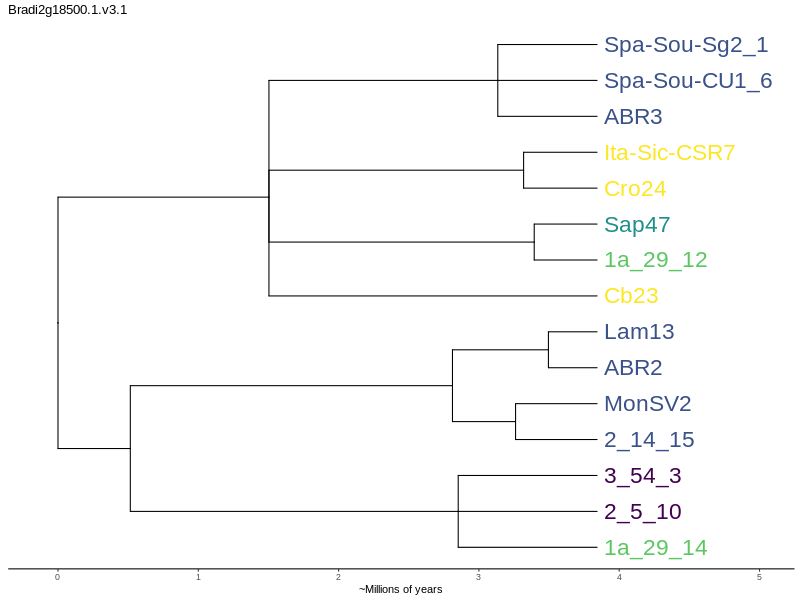 Bradi2g18500.1.v3.1
Spa-Sou-Sg2_1
Spa-Sou-CU1_6
ABR3
Ita-Sic-CSR7
Cro24
Sap47
1a_29_12
Cb23
Lam13
ABR2
MonSV2
2_14_15
3_54_3
2_5_10
1a_29_14
0 1 2 3 4 5
~Millions of years